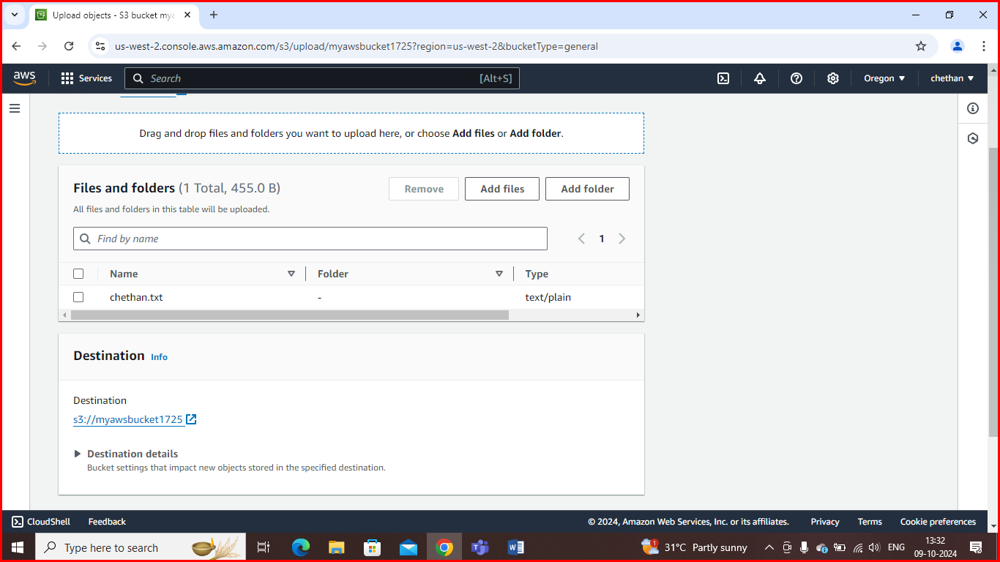 Upload objects - S3 bucket mya
us-west-2.console.aws.amazon.com/s3/upload/myawsbucket1725?region=us-west-2&bucketType=general
aws Services Search [Alt+S] Oregon chethan
Drag and drop files and folders you want to upload here, or choose Add files or Add folder.
Files and folders (1 Total, 455.0 B) Remove Add files Add folder
All files and folders in this table will be uploaded.
Find by name 1
Name Folder Type
chethan.txt - text/plain
Destination Info
Destination
s3://myawsbucket1725
Destination details
Bucket settings that impact new objects stored in the specified destination.
CloudShell Feedback © 2024, Amazon Web Services, Inc. or its affiliates. Privacy Terms Cookie preferences
Type here to search 1 31°C Partly sunny ENG 13:32
09-10-2024